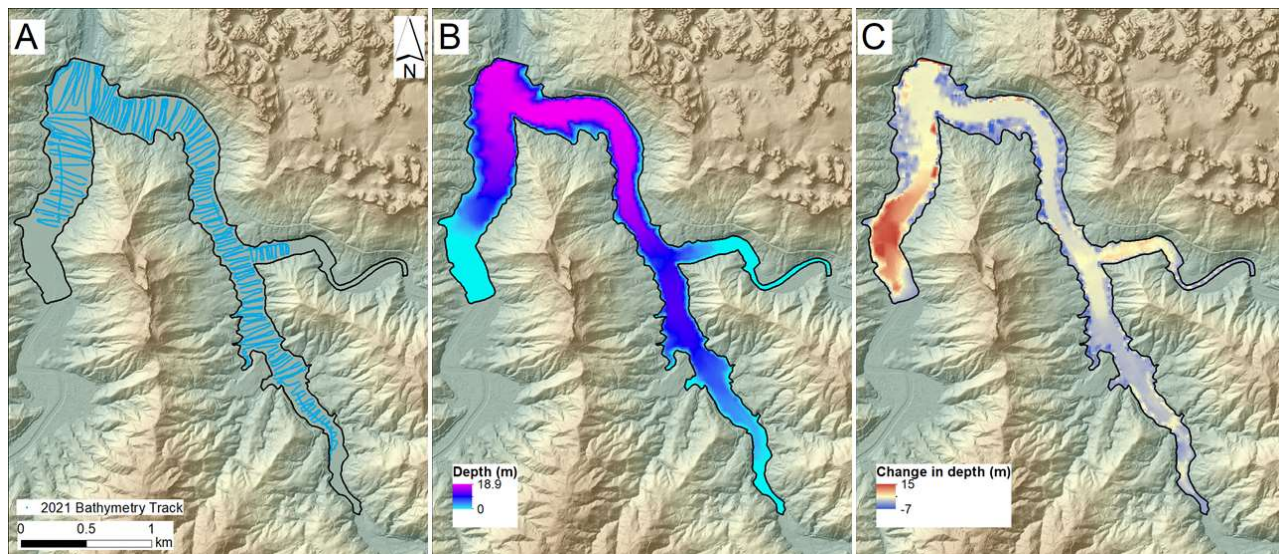 A
N
2021 Bathymetry Track
0 0.5 1
km
B
Depth (m)
18.9
0
C
Change in depth (m)
15
-7